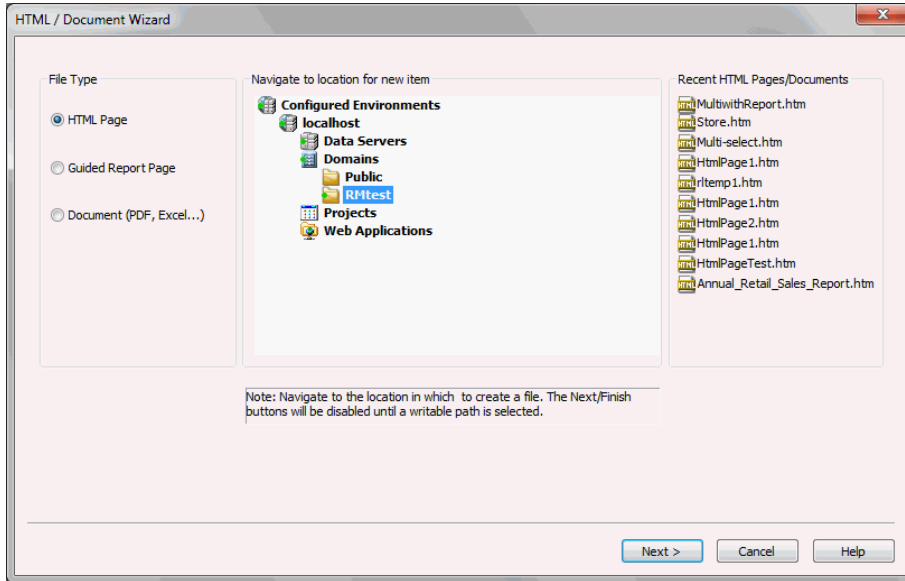 HTML / Document Wizard
File Type
HTML Page
Guided Report Page
Document (PDF, Excel...)
Navigate to location for new item
Configured Environments
localhost
Data Servers
Domains
Public
RMtest
Projects
Web Applications
Note: Navigate to the location in which  to create a file. The Next/Finish
buttons will be disabled until a writable path is selected.
Recent HTML Pages/Documents
MultiwithReport.htm
Store.htm
Multi-select.htm
HtmlPage1.htm
rltemp1.htm
HtmlPage1.htm
HtmlPage2.htm
HtmlPage1.htm
HtmlPageTest.htm
Annual_Retail_Sales_Report.htm
Next >
Cancel
Help